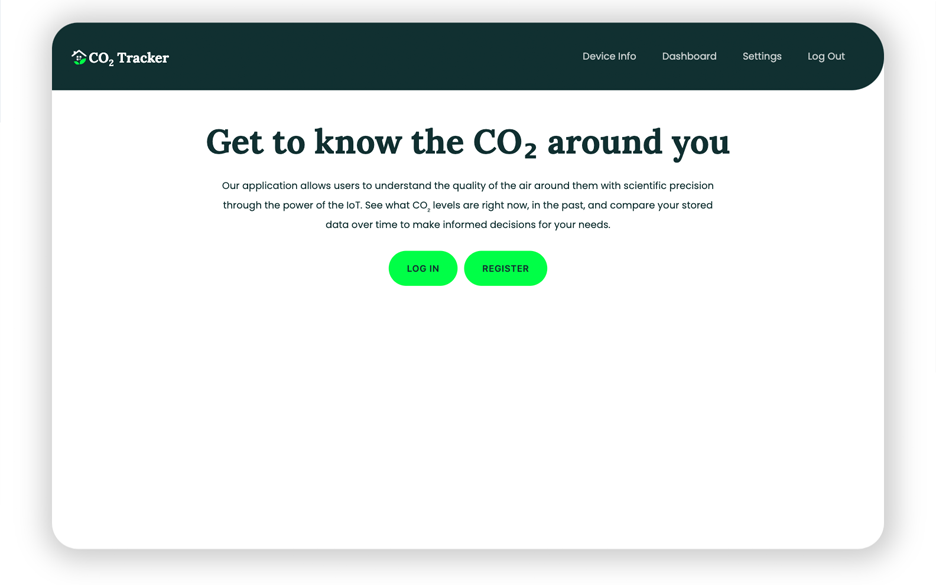 CO₂ Tracker
Device Info Dashboard Settings Log Out
Get to know the CO₂ around you
Our application allows users to understand the quality of the air around them with scientific precision
through the power of the IoT. See what CO₂ levels are right now, in the past, and compare your stored
data over time to make informed decisions for your needs.
LOG IN REGISTER